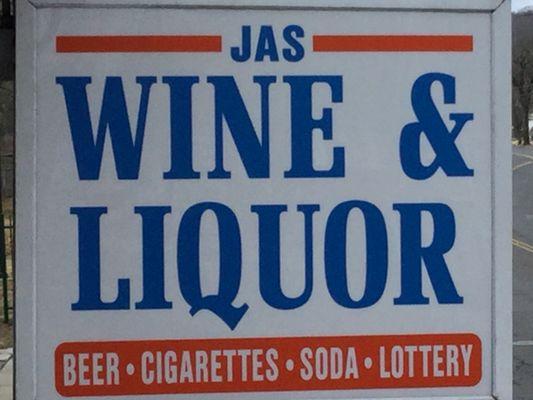 JAS
WINE &
LIQUOR
BEER • CIGARETTES • SODA • LOTTERY